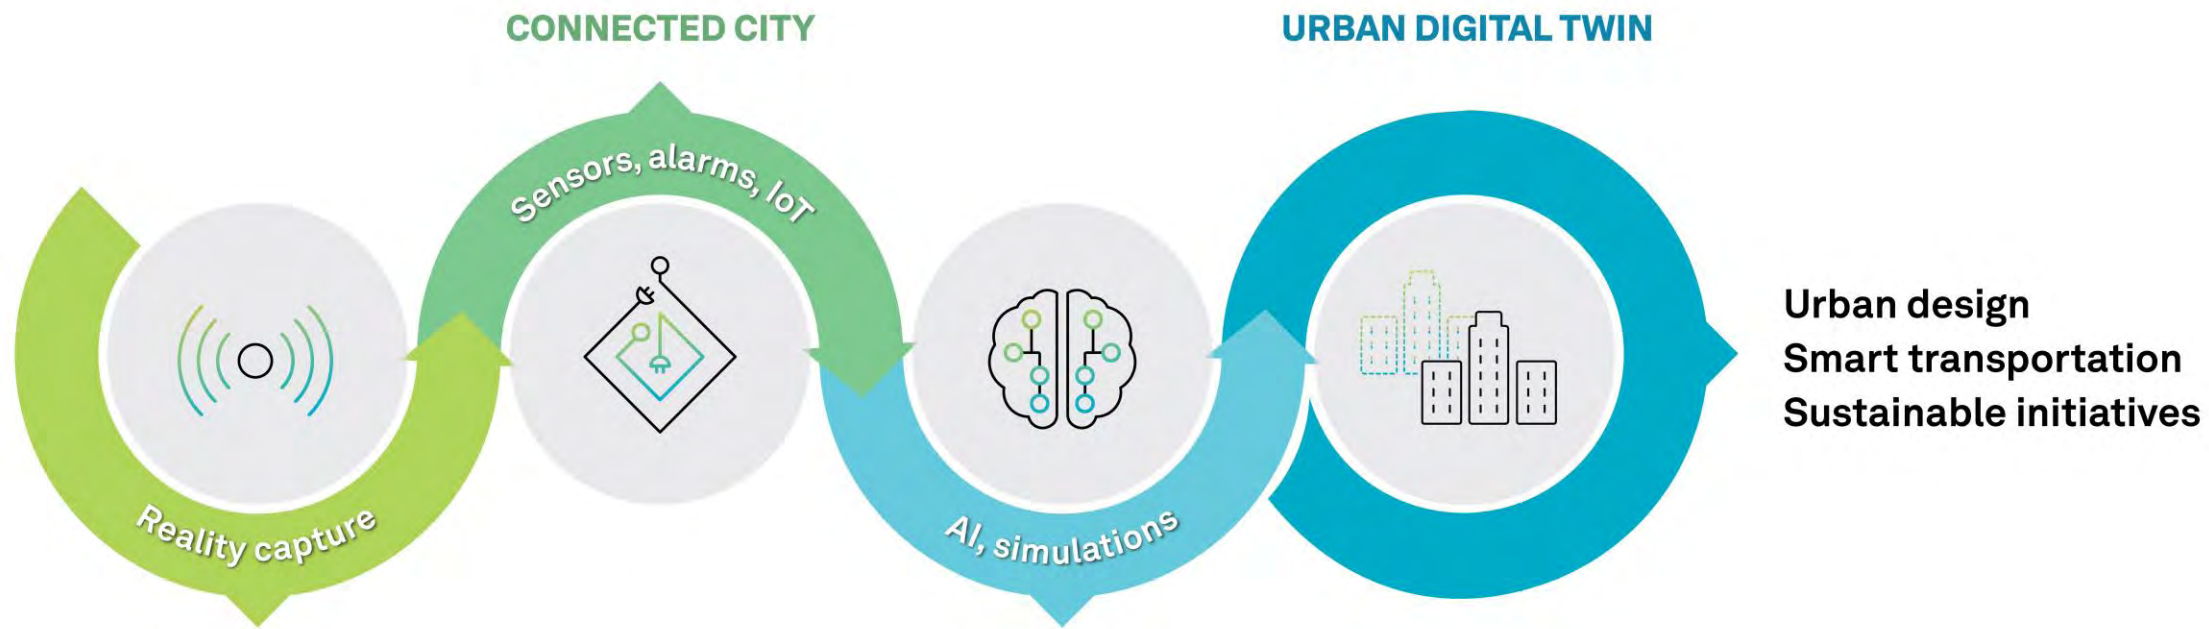 CONNECTED CITY
URBAN DIGITAL TWIN
Sensors, alarms, IoT
Reality capture
AI, simulations
Urban design
Smart transportation
Sustainable initiatives